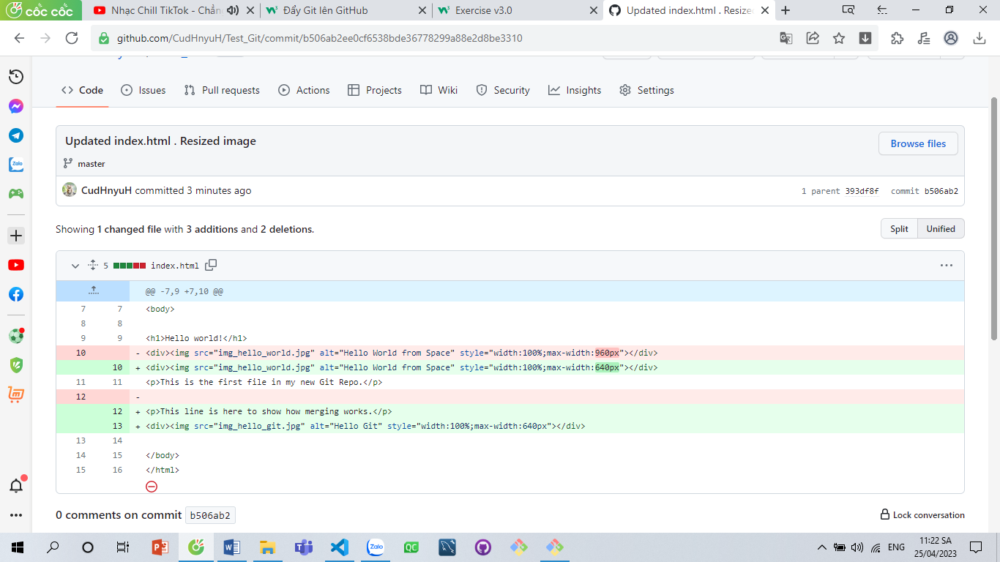 cốc cốc
Nhạc Chill TikTok - Chẳn
Đẩy Git lên GitHub
Exercise v3.0
Updated index.html . Resized
github.com/CudHnyuH/Test_Git/commit/b506ab2ee0cf6538bde36778299a88e2d8be3310
Code
Issues
Pull requests
Actions
Projects
Wiki
Security
Insights
Settings
Updated index.html . Resized image
Browse files
master
CudHnyuH committed 3 minutes ago
1 parent 393df8f commit b506ab2
Showing 1 changed file with 3 additions and 2 deletions.
Split Unified
5 index.html
@@ -7,9 +7,10 @@
7 7 <body>
8 8
9 9 <h1>Hello world!</h1>
10 - <div><img src="img_hello_world.jpg" alt="Hello World from Space" style="width:100%;max-width:960px"></div>
10 + <div><img src="img_hello_world.jpg" alt="Hello World from Space" style="width:100%;max-width:640px"></div>
11 11 <p>This is the first file in my new Git Repo.</p>
12 -
12 + <p>This line is here to show how merging works.</p>
13 + <div><img src="img_hello_git.jpg" alt="Hello Git" style="width:100%;max-width:640px"></div>
13 14
14 15 </body>
15 16 </html>
0 comments on commit b506ab2
Lock conversation
Zalo
Zalo
QC
ENG
11:22 SA
25/04/2023